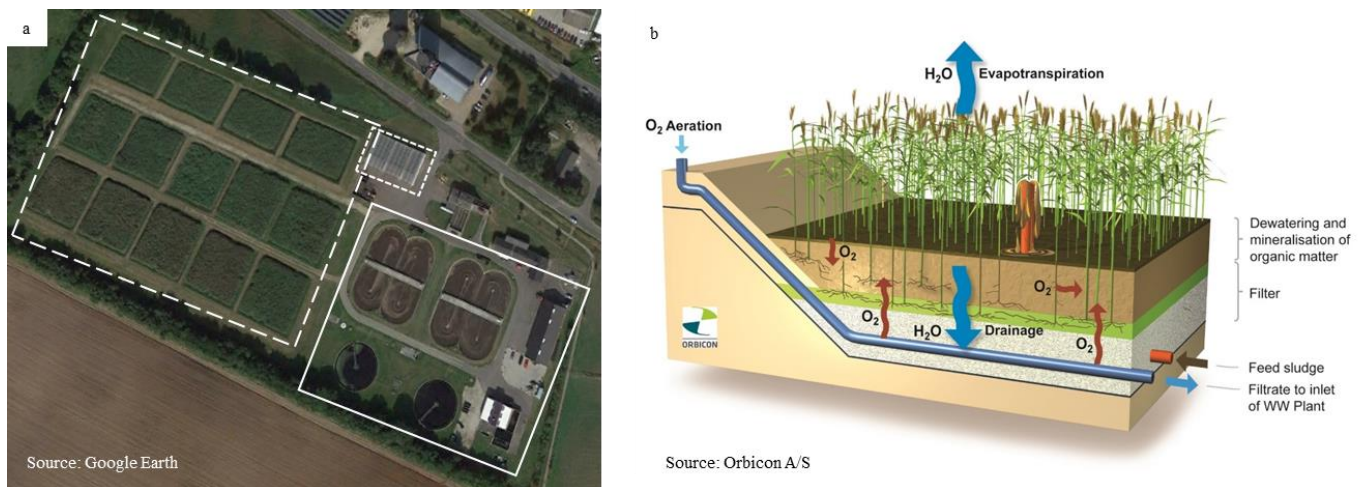 a
Source: Google Earth
b
H₂O Evapotranspiration
O₂ Aeration
O₂
O₂
O₂
O₂
H₂O Drainage
ORBICON
Dewatering and
mineralisation of
organic matter
Filter
Feed sludge
Filtrate to inlet
of WW Plant
Source: Orbicon A/S